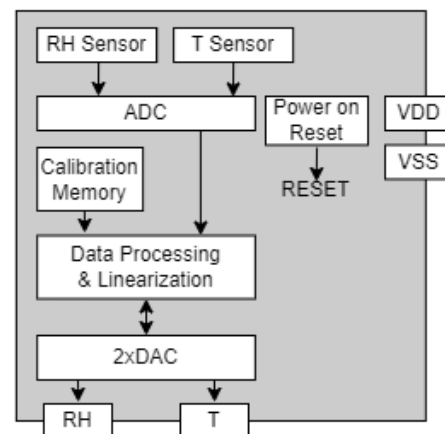 RH Sensor
T Sensor
ADC
Power on
Reset
VDD
VSS
RESET
Calibration
Memory
Data Processing
& Linearization
2xDAC
RH
T